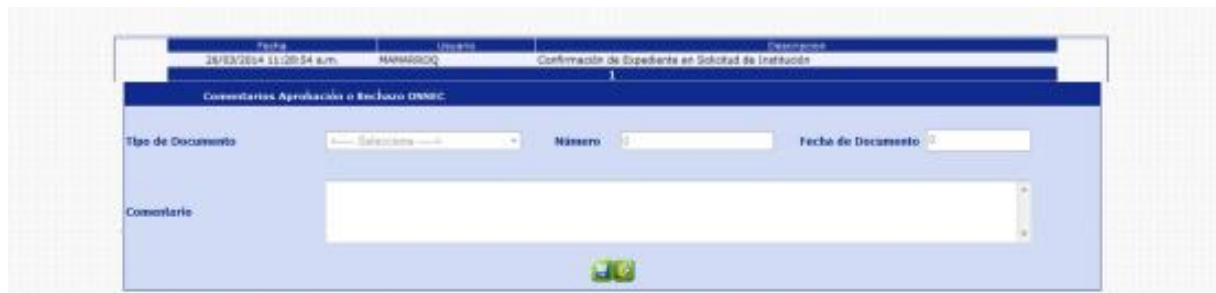 Fecha Usuario Descripcion
26/03/2014 11:28:54 a.m. MAMARROQ Confirmación de Expediente en Solicitud de Institución
1
Comentarios Aprobación o Rechazo ONSEC
Tipo de Documento <---- Seleccione ----> Número 0 Fecha de Documento 0
Comentario